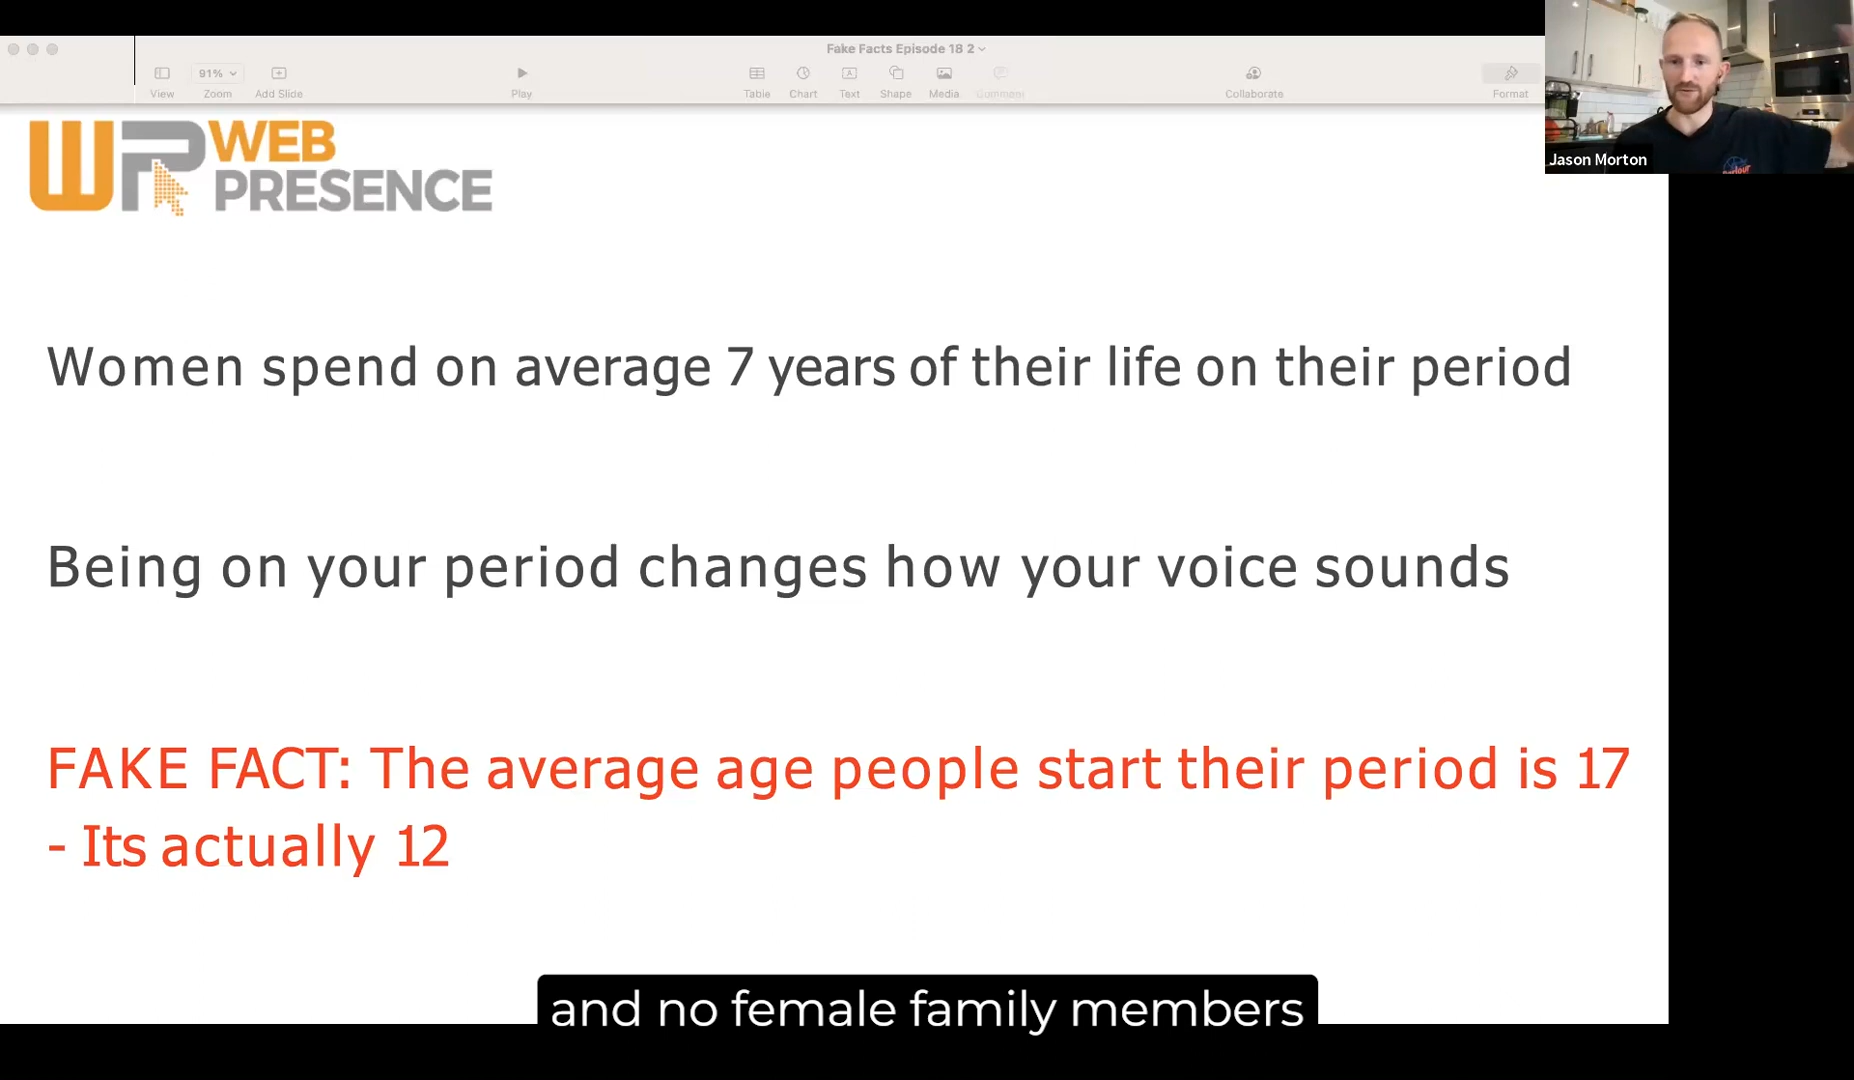 Fake Facts Episode 18 2
91%
View
Zoom
Add Slide
Play
Table
Chart
Text
Shape
Media
Comment
Collaborate
Format
Jason Morton
WP WEB
PRESENCE
Women spend on average 7 years of their life on their period
Being on your period changes how your voice sounds
FAKE FACT: The average age people start their period is 17
- Its actually 12
and no female family members